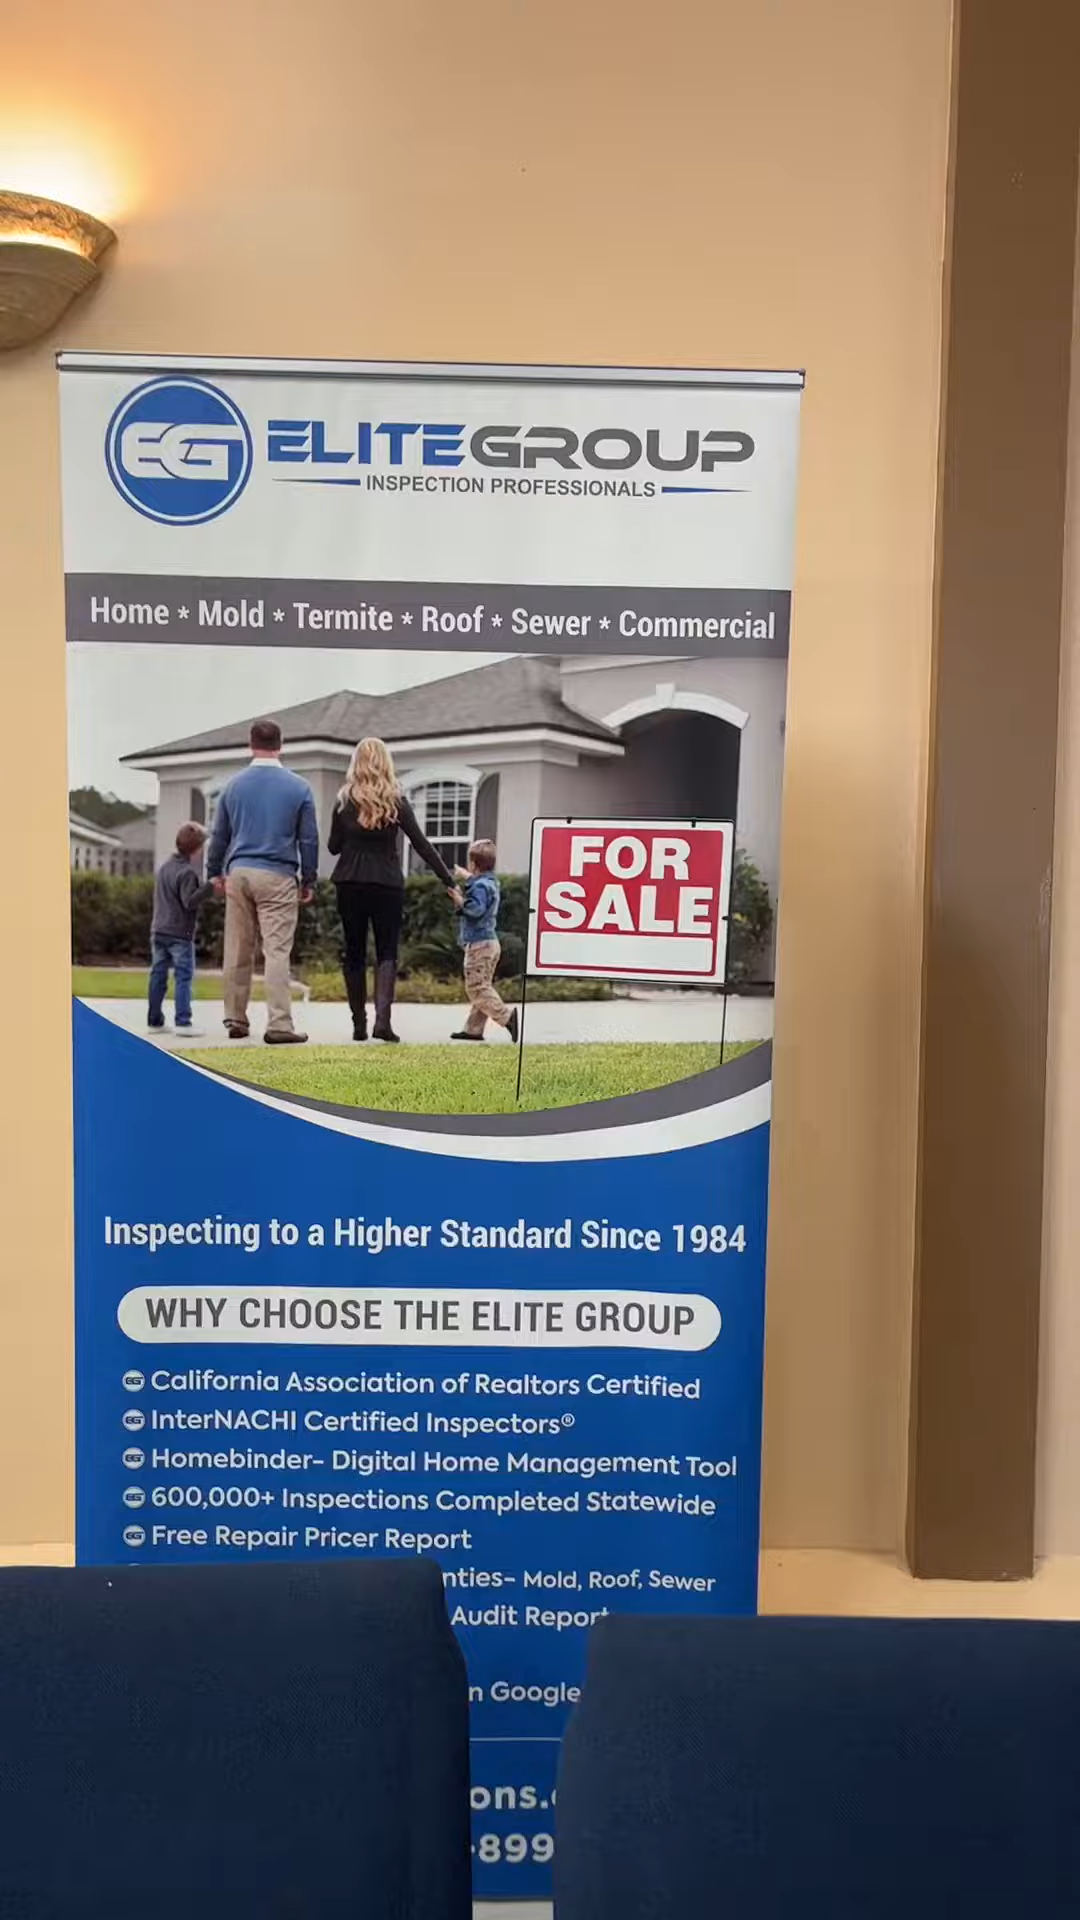 EG ELITEGROUP
INSPECTION PROFESSIONALS
Home * Mold * Termite * Roof * Sewer * Commercial
FOR
SALE
Inspecting to a Higher Standard Since 1984
WHY CHOOSE THE ELITE GROUP
California Association of Realtors Certified
InterNACHI Certified Inspectors®
Homebinder- Digital Home Management Tool
600,000+ Inspections Completed Statewide
Free Repair Pricer Report
Mold, Roof, Sewer
Audit Report
Google
-899